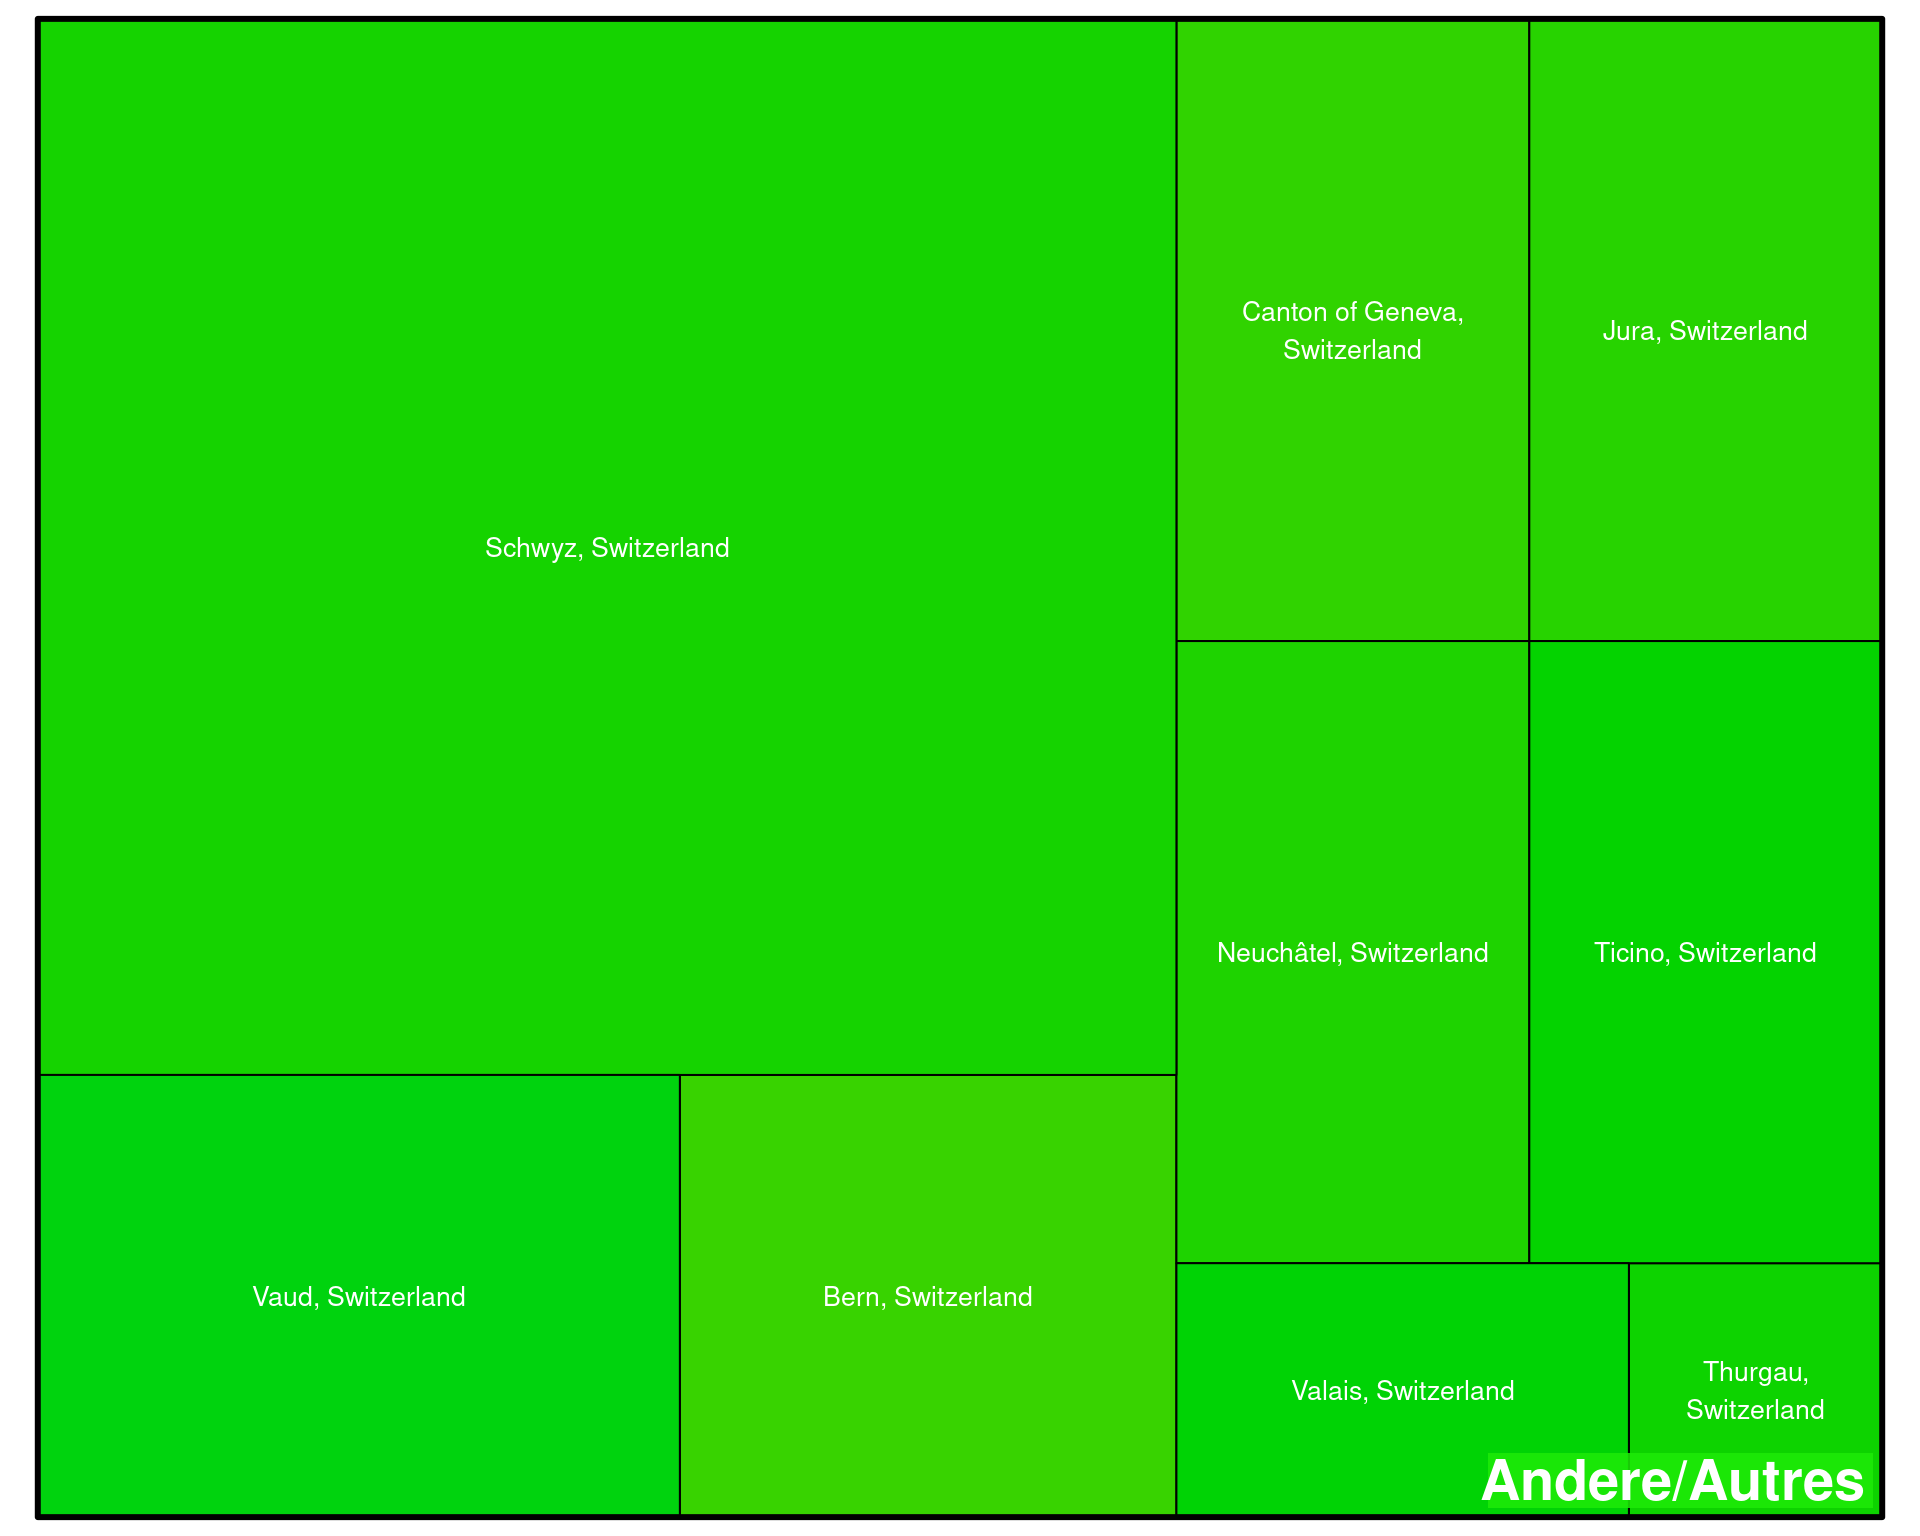 Schwyz, Switzerland
Canton of Geneva,
Switzerland
Jura, Switzerland
Neuchâtel, Switzerland
Ticino, Switzerland
Vaud, Switzerland
Bern, Switzerland
Valais, Switzerland
Thurgau,
Switzerland
Andere/Autres